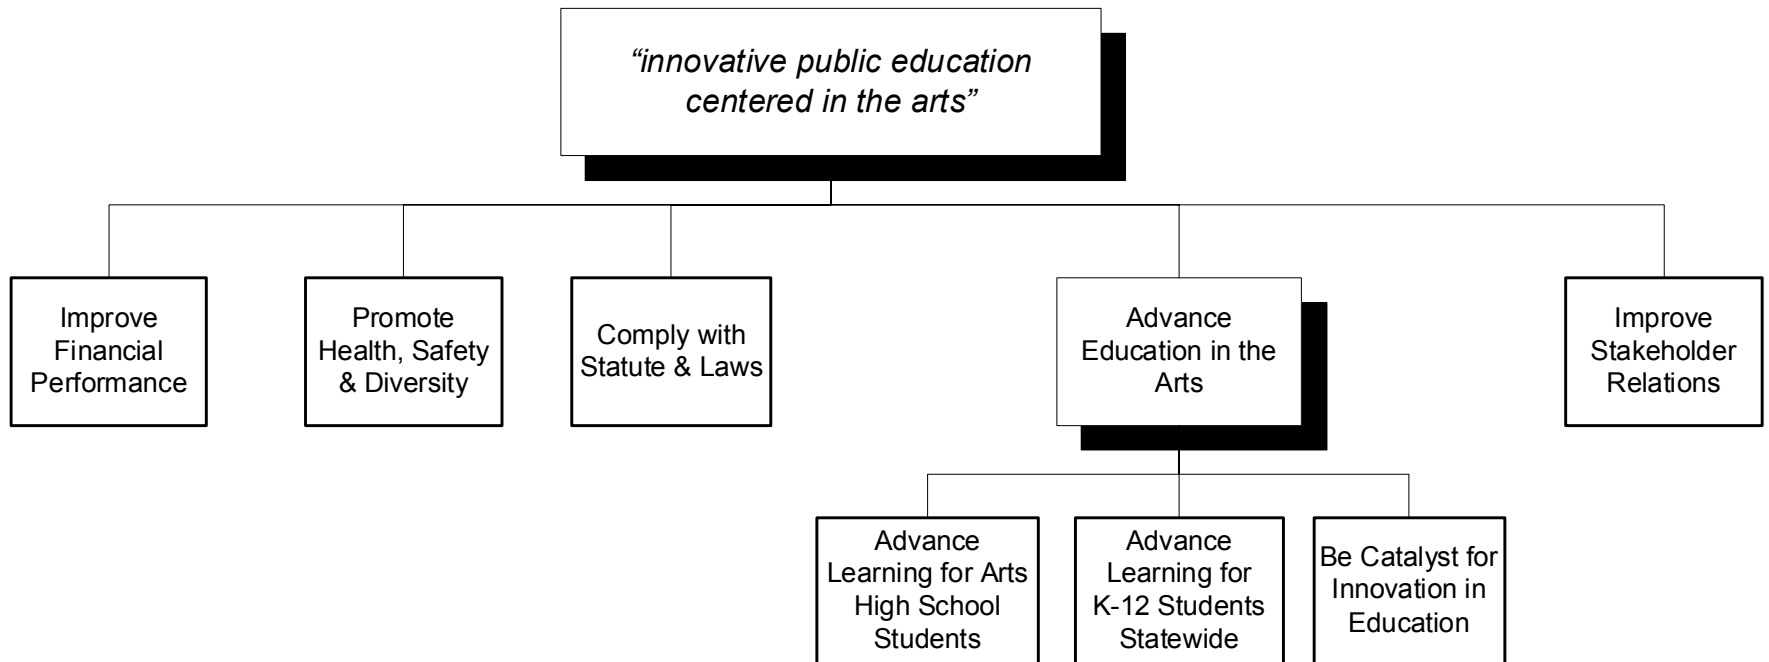 “innovative public education
centered in the arts”
Improve
Financial
Performance
Promote
Health, Safety
& Diversity
Comply with
Statute & Laws
Advance
Education in the
Arts
Improve
Stakeholder
Relations
Advance
Learning for Arts
High School
Students
Advance
Learning for
K-12 Students
Statewide
Be Catalyst for
Innovation in
Education